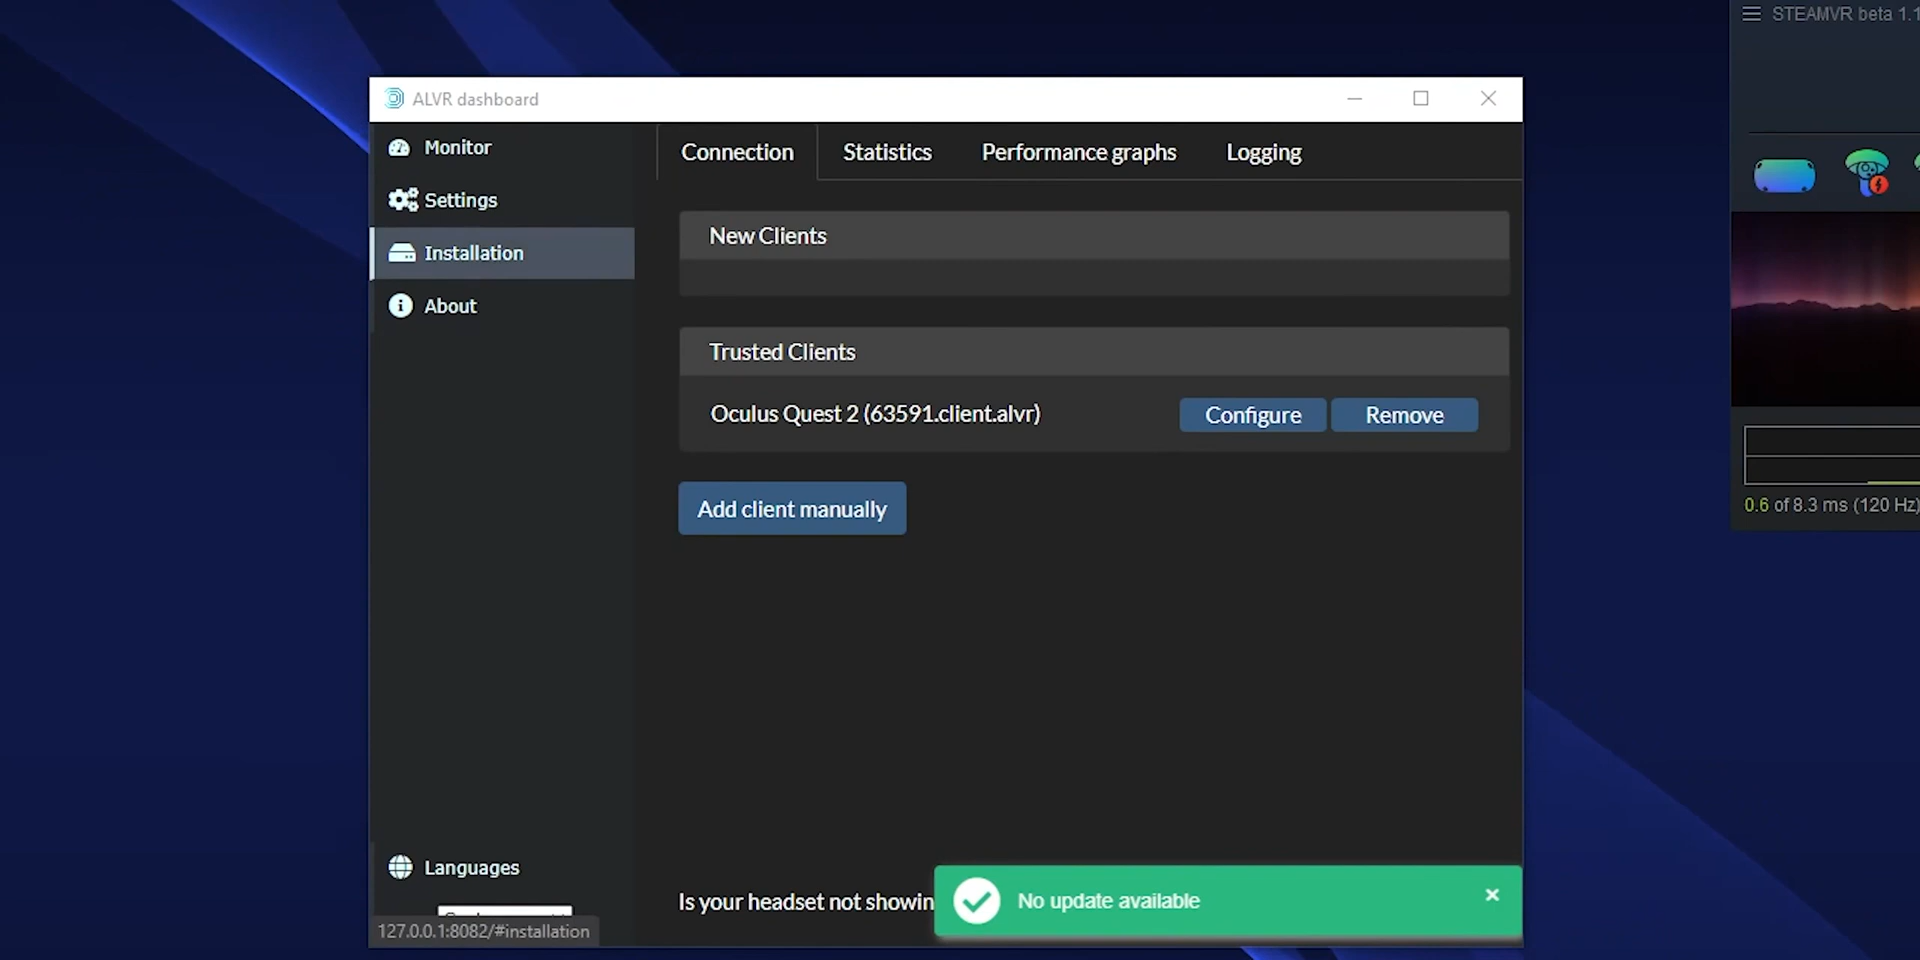 STEAMVR beta 1.1
ALVR dashboard
Monitor
Settings
Installation
About
Connection
Statistics
Performance graphs
Logging
New Clients
Trusted Clients
Oculus Quest 2 (63591.client.alvr)
Configure
Remove
Add client manually
0.6 of 8.3 ms (120 Hz)
Languages
Is your headset not showin
No update available
127.0.0.1:8082/#installation